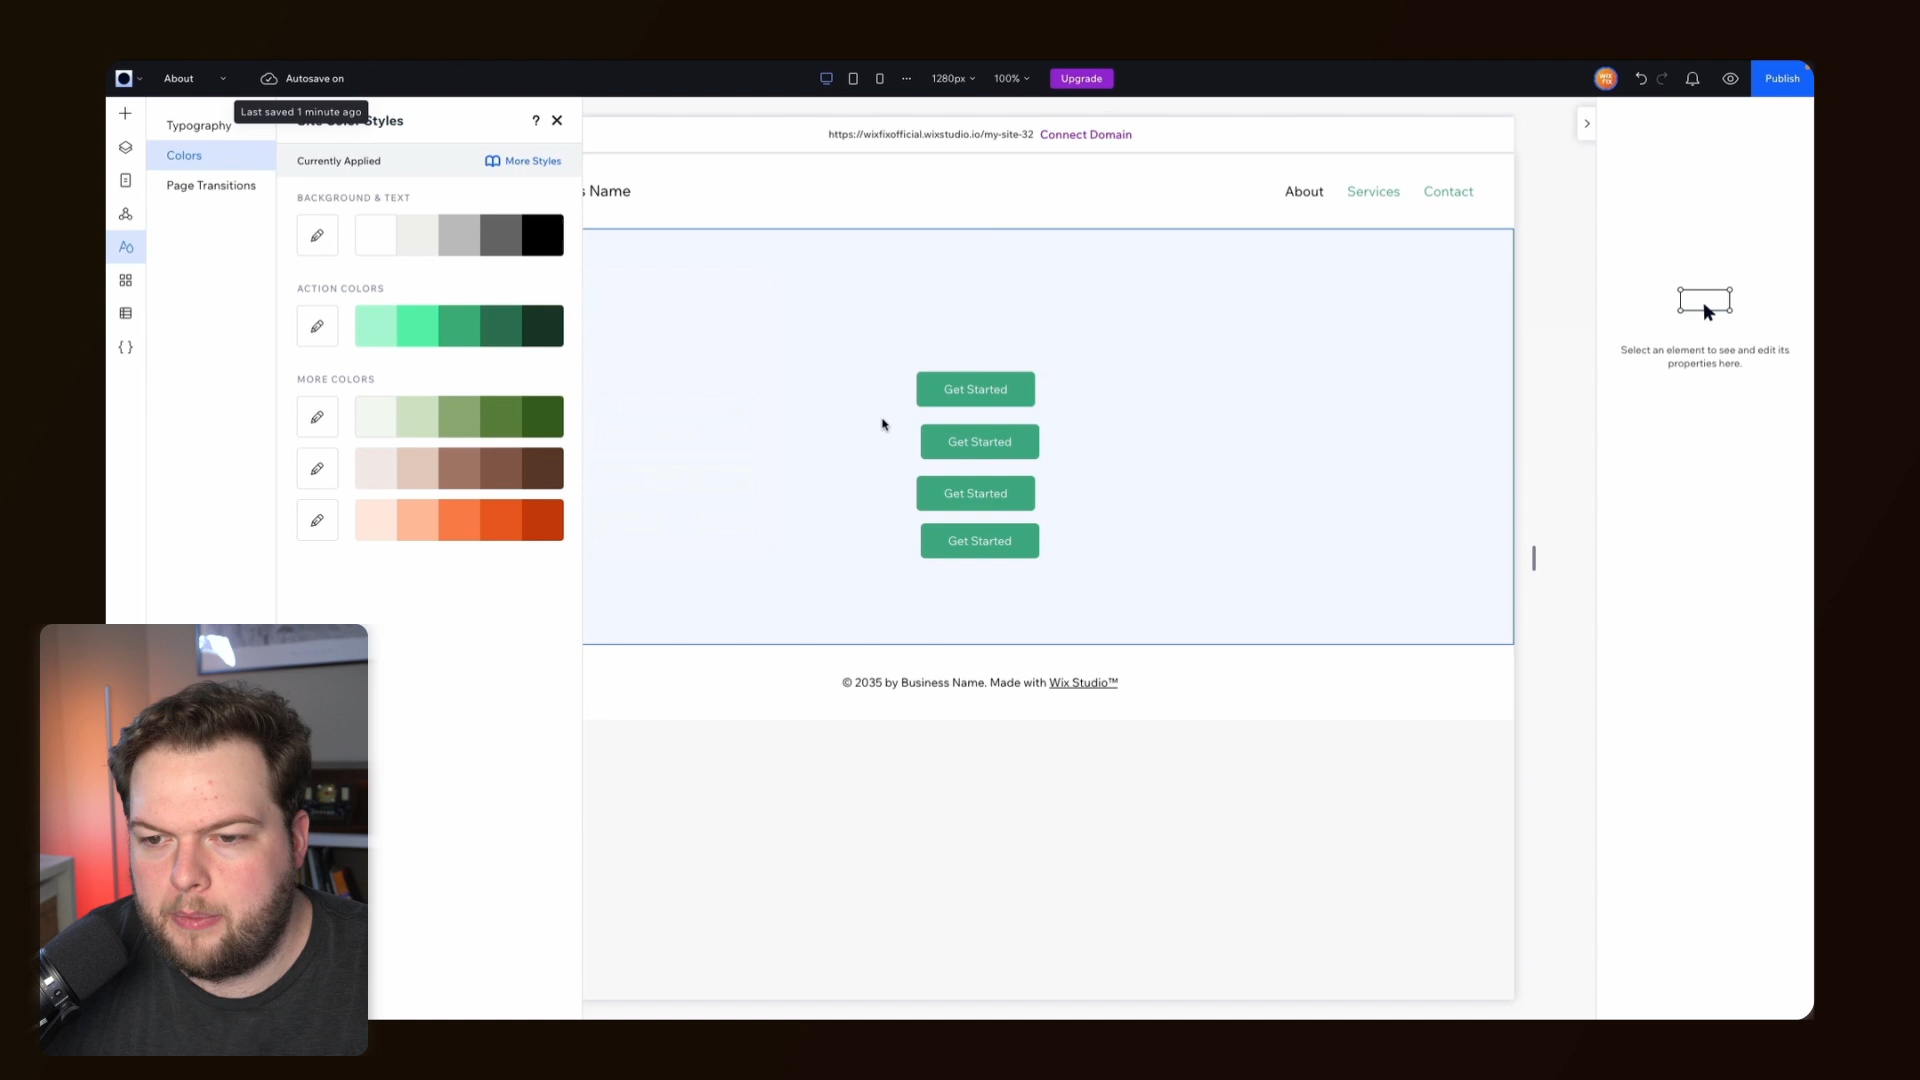 About
Autosave on
1280px
100%
Upgrade
Publish
Last saved 1 minute ago
Typography
Colors
Page Transitions
Color Styles
?
Currently Applied
More Styles
BACKGROUND & TEXT
ACTION COLORS
MORE COLORS
https://wixfixofficial.wixstudio.io/my-site-32 Connect Domain
s Name
About
Services
Contact
Get Started
Get Started
Get Started
Get Started
© 2035 by Business Name. Made with Wix Studio™
WIX
FIX
Select an element to see and edit its
properties here.